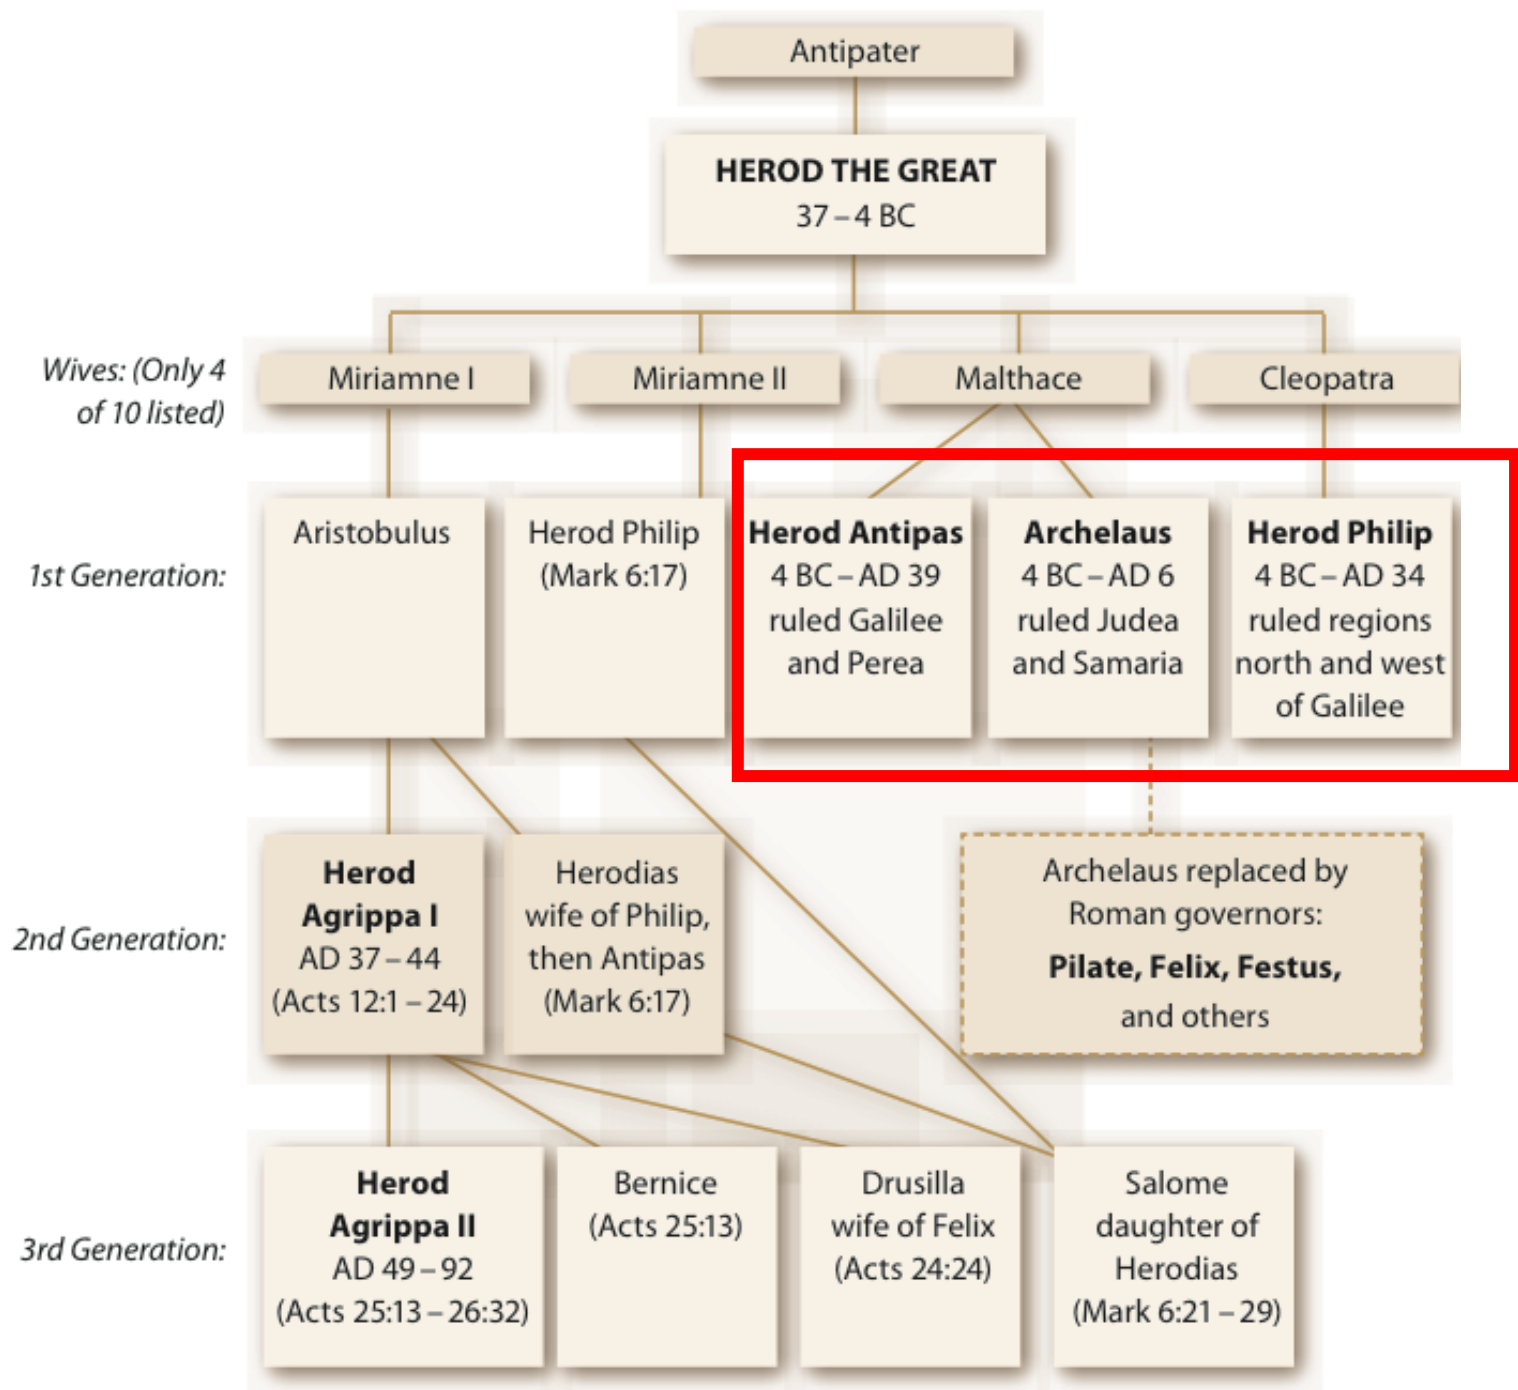 Antipater
HEROD THE GREAT
37 – 4 BC
Wives: (Only 4
of 10 listed)
Miriamne I
Miriamne II
Malthace
Cleopatra
1st Generation:
Aristobulus
Herod Philip
(Mark 6:17)
Herod Antipas
4 BC – AD 39
ruled Galilee
and Perea
Archelaus
4 BC – AD 6
ruled Judea
and Samaria
Herod Philip
4 BC – AD 34
ruled regions
north and west
of Galilee
2nd Generation:
Herod
Agrippa I
AD 37 – 44
(Acts 12:1 – 24)
Herodias
wife of Philip,
then Antipas
(Mark 6:17)
Archelaus replaced by
Roman governors:
Pilate, Felix, Festus,
and others
3rd Generation:
Herod
Agrippa II
AD 49 – 92
(Acts 25:13 – 26:32)
Bernice
(Acts 25:13)
Drusilla
wife of Felix
(Acts 24:24)
Salome
daughter of
Herodias
(Mark 6:21 – 29)